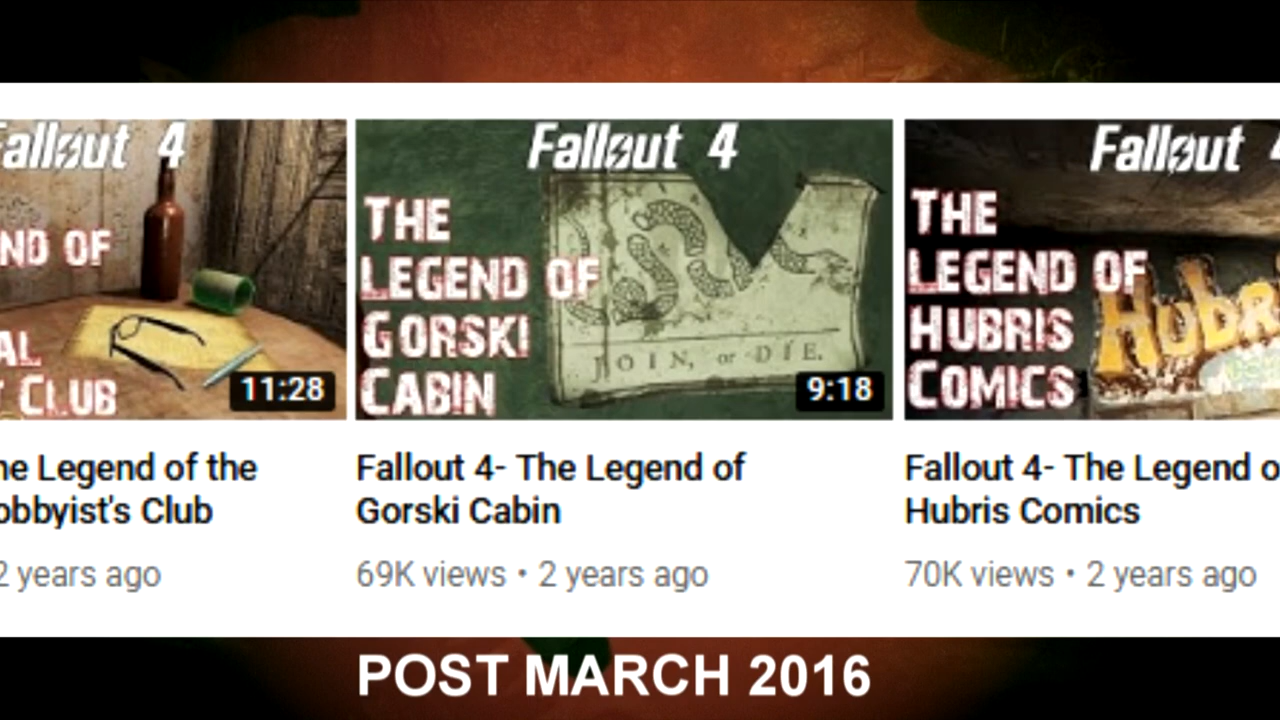 Fallout 4
ND OF
AL
T CLUB
11:28
Fallout 4
THE
LEGEND OF
GORSKI
CABIN
JOIN, or DIE.
9:18
Fallout 4
THE
LEGEND OF
HUBRIS
COMICS
Hubri
he Legend of the
obbyist's Club
2 years ago
Fallout 4- The Legend of
Gorski Cabin
69K views • 2 years ago
Fallout 4- The Legend o
Hubris Comics
70K views • 2 years ago
POST MARCH 2016